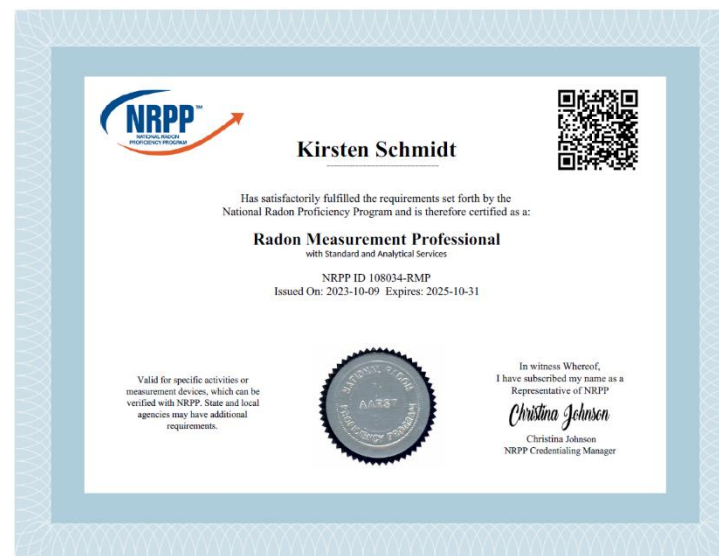 NRPP™
NATIONAL RADON
PROFICIENCY PROGRAM
Kirsten Schmidt
Has satisfactorily fulfilled the requirements set forth by the
National Radon Proficiency Program and is therefore certified as a:
Radon Measurement Professional
with Standard and Analytical Services
NRPP ID 108034-RMP
Issued On: 2023-10-09 Expires: 2025-10-31
Valid for specific activities or
measurement devices, which can be
verified with NRPP. State and local
agencies may have additional
requirements.
NATIONAL RADON
AARST
PROFICIENCY PROGRAM
In witness Whereof,
I have subscribed my name as a
Representative of NRPP
Christina Johnson
Christina Johnson
NRPP Credentialing Manager